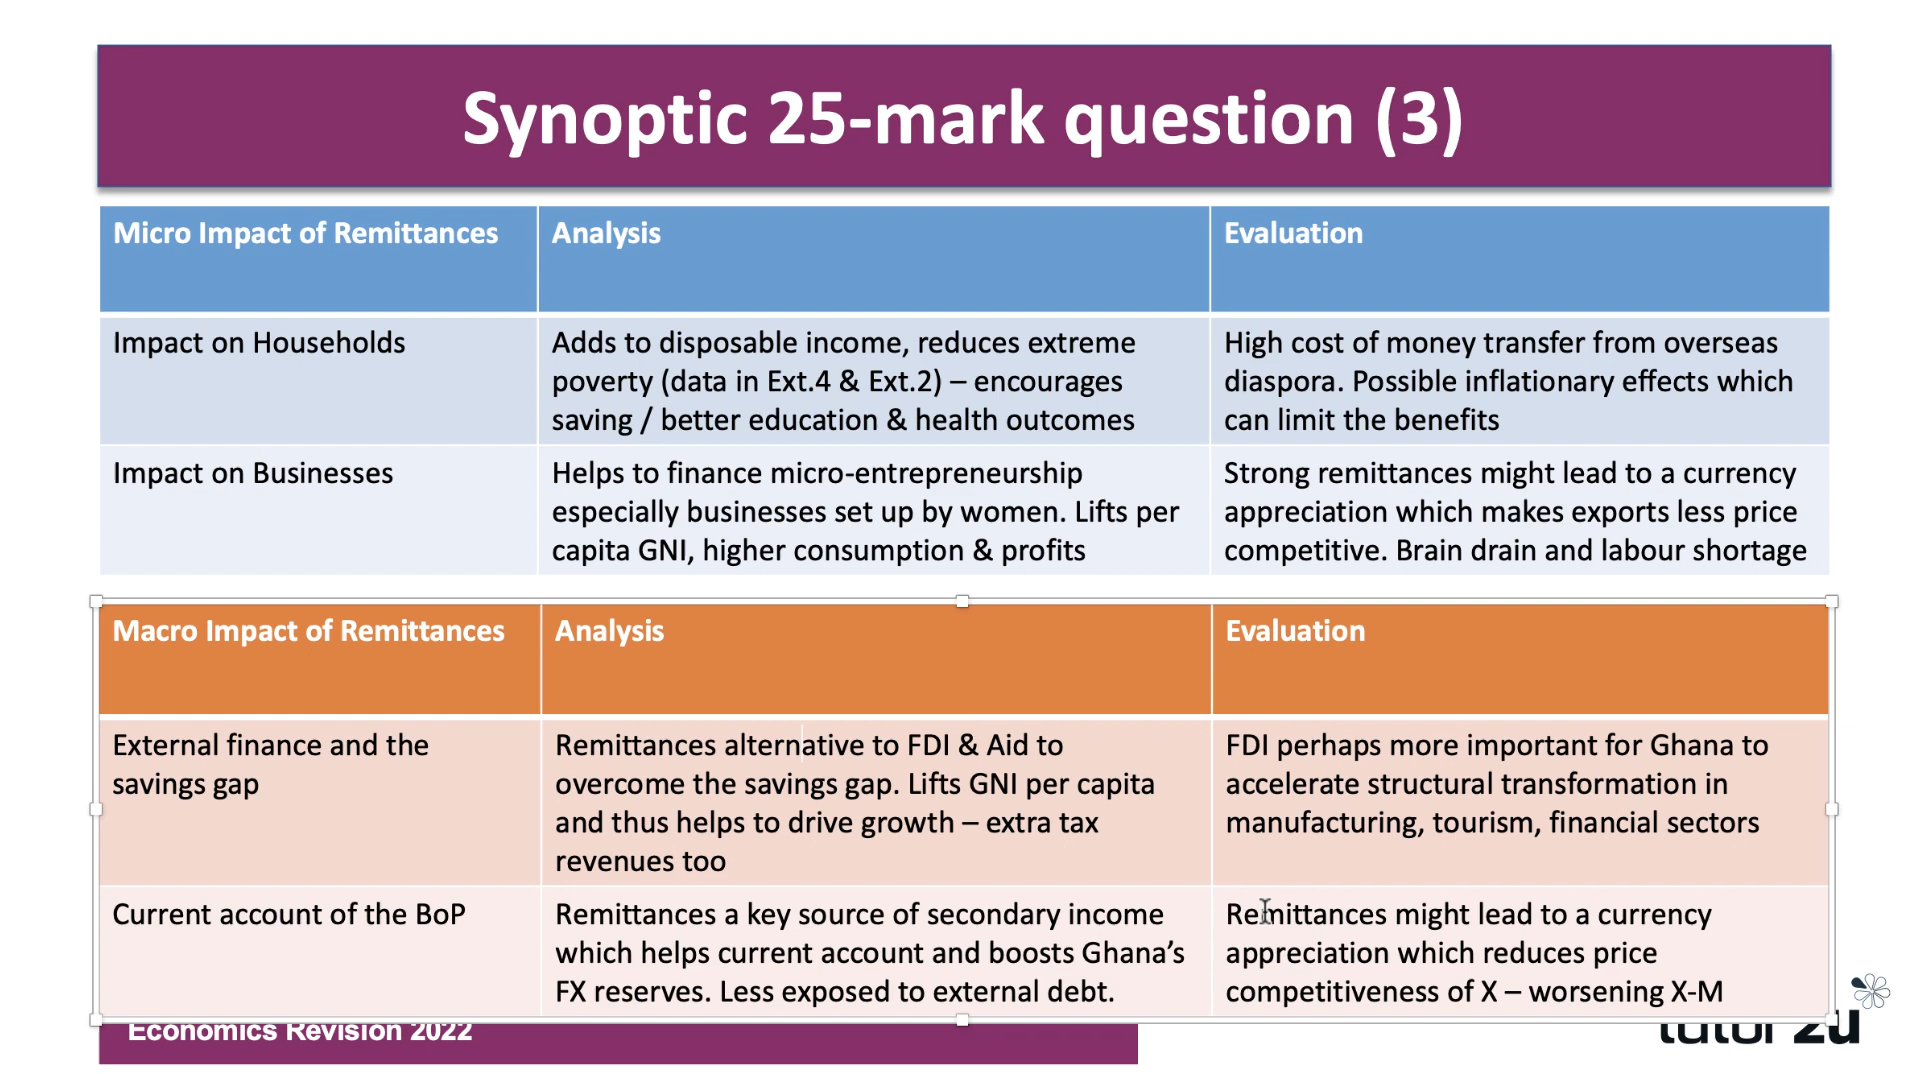 Synoptic 25-mark question (3)
Micro Impact of Remittances
Analysis
Evaluation
Impact on Households
Adds to disposable income, reduces extreme
poverty (data in Ext.4 & Ext.2) – encourages
saving / better education & health outcomes
High cost of money transfer from overseas
diaspora. Possible inflationary effects which
can limit the benefits
Impact on Businesses
Helps to finance micro-entrepreneurship
especially businesses set up by women. Lifts per
capita GNI, higher consumption & profits
Strong remittances might lead to a currency
appreciation which makes exports less price
competitive. Brain drain and labour shortage
Macro Impact of Remittances
Analysis
Evaluation
External finance and the
savings gap
Remittances alternative to FDI & Aid to
overcome the savings gap. Lifts GNI per capita
and thus helps to drive growth – extra tax
revenues too
FDI perhaps more important for Ghana to
accelerate structural transformation in
manufacturing, tourism, financial sectors
Current account of the BoP
Remittances a key source of secondary income
which helps current account and boosts Ghana’s
FX reserves. Less exposed to external debt.
Remittances might lead to a currency
appreciation which reduces price
competitiveness of X – worsening X-M
Economics Revision 2022
tutor2u